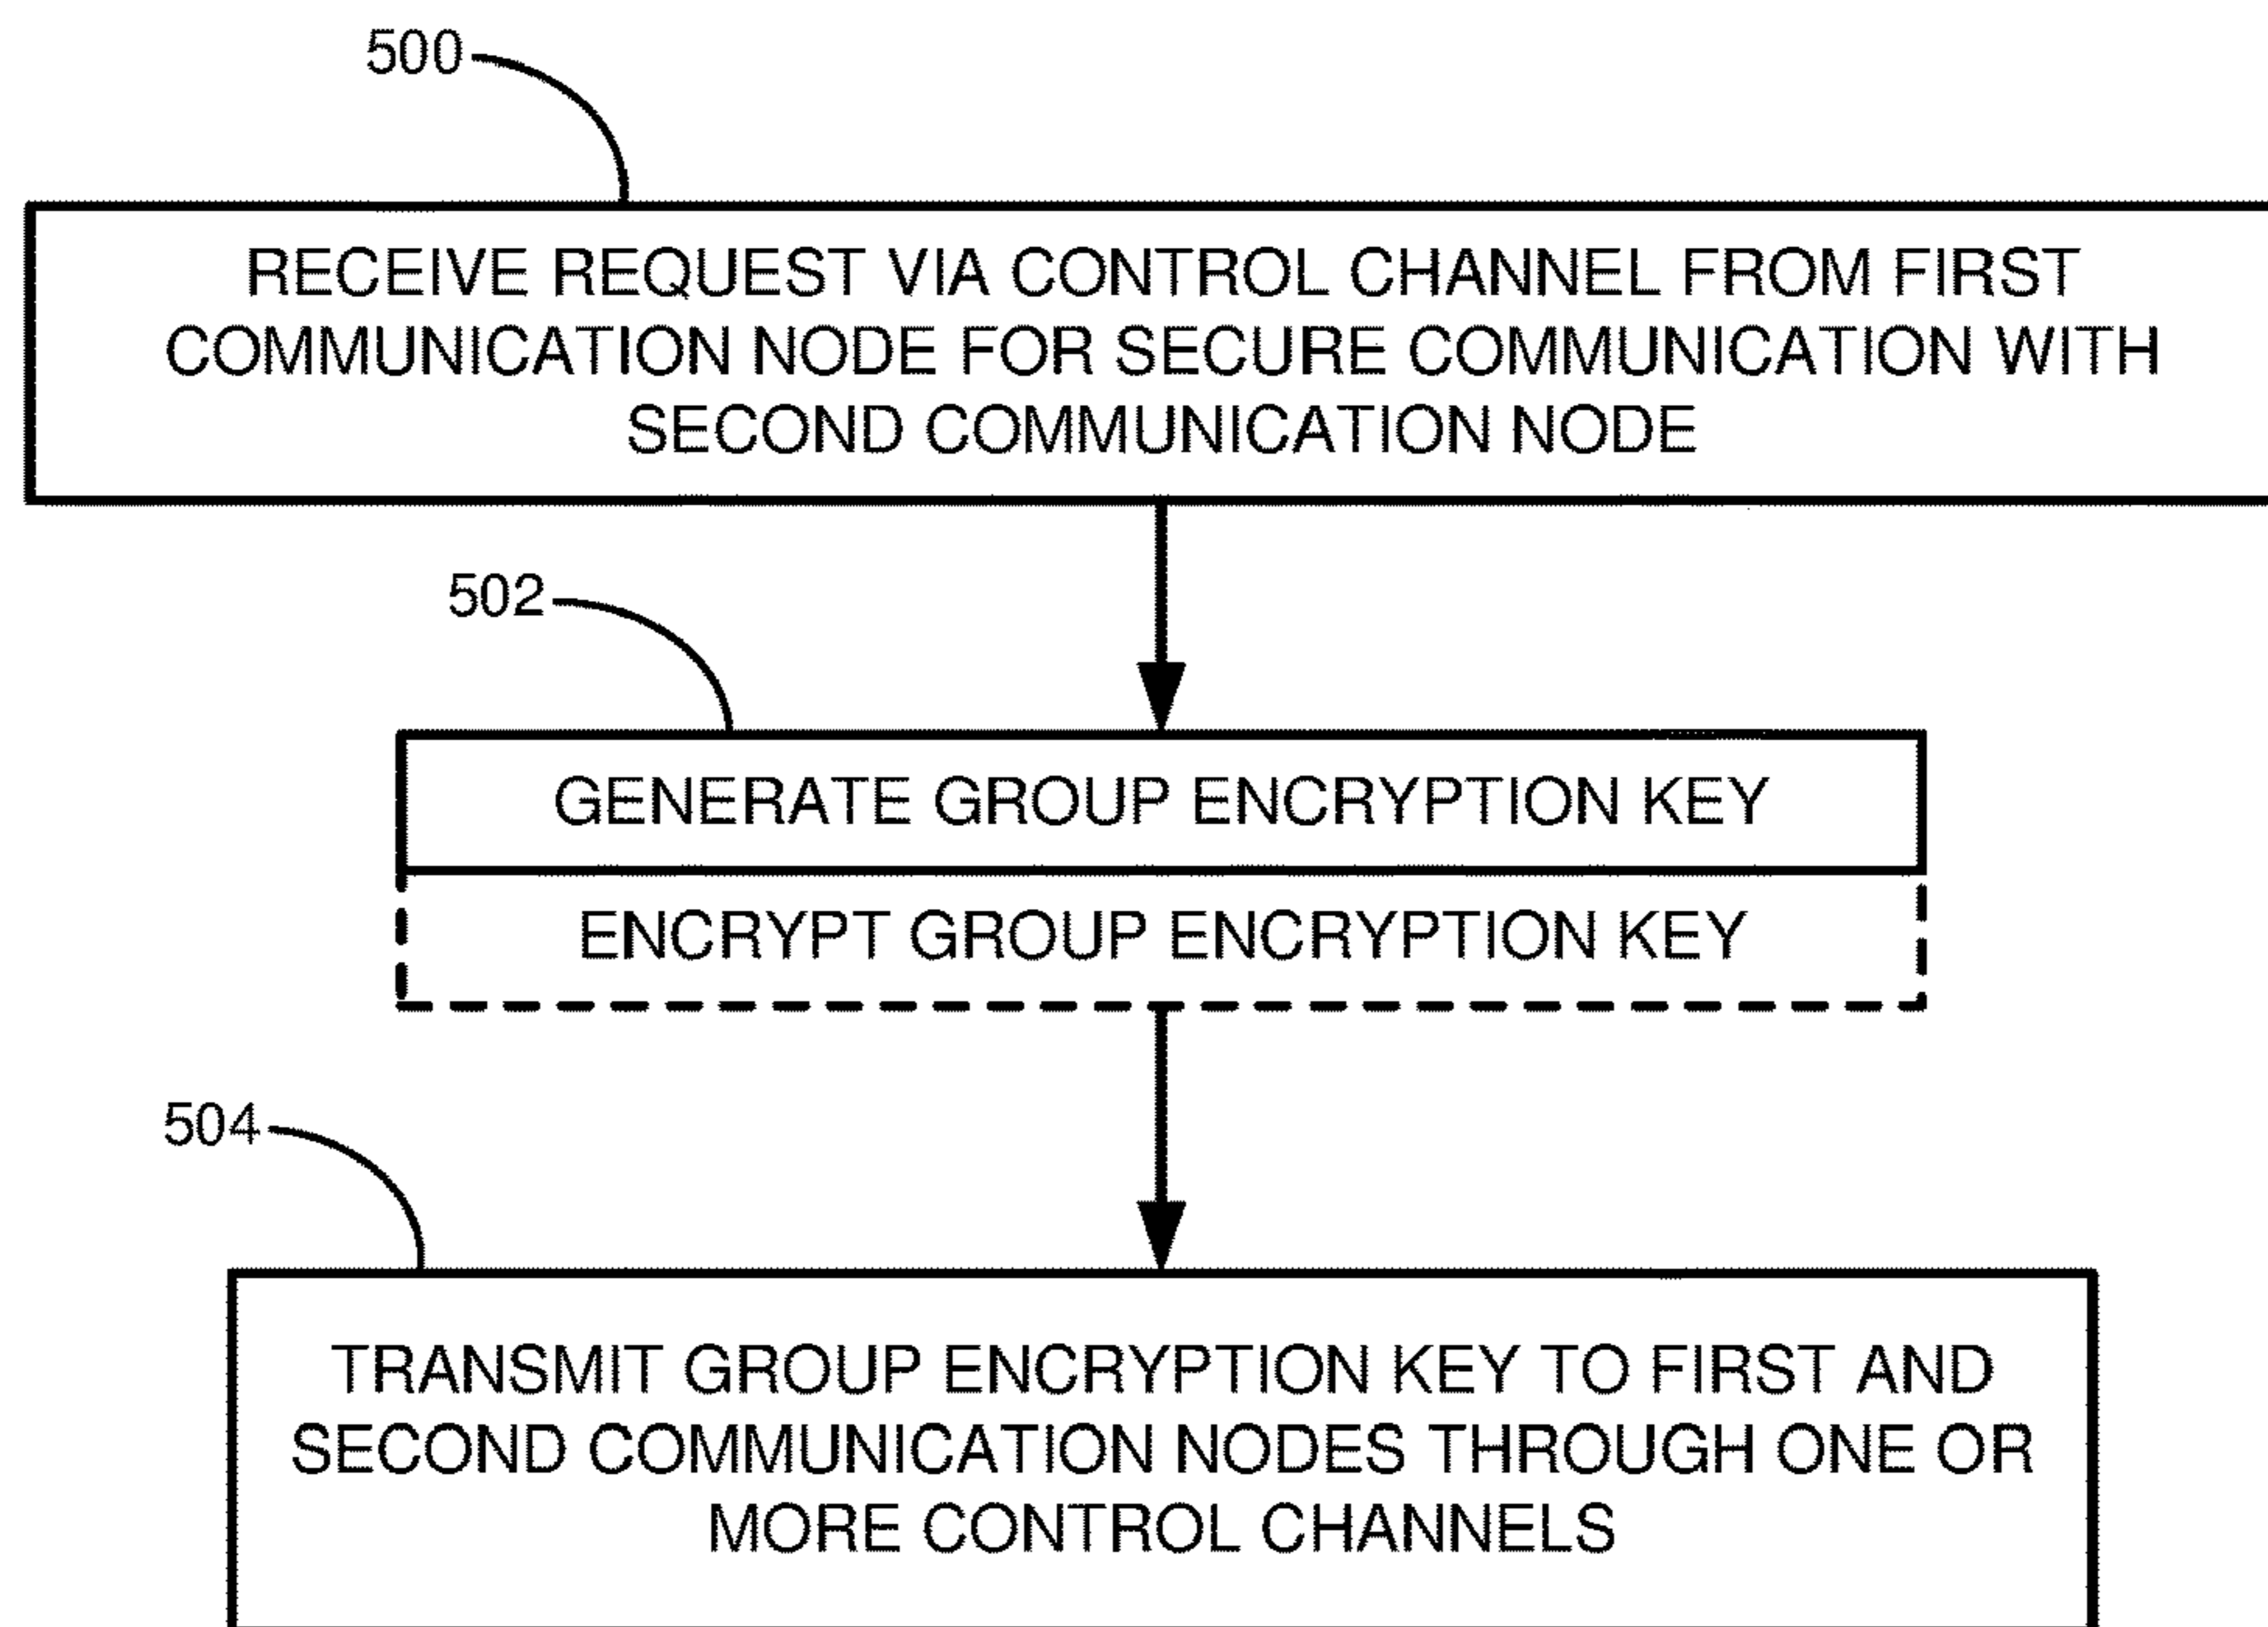 500
RECEIVE REQUEST VIA CONTROL CHANNEL FROM FIRST
COMMUNICATION NODE FOR SECURE COMMUNICATION WITH
SECOND COMMUNICATION NODE
502
GENERATE GROUP ENCRYPTION KEY
ENCRYPT GROUP ENCRYPTION KEY
504
TRANSMIT GROUP ENCRYPTION KEY TO FIRST AND
SECOND COMMUNICATION NODES THROUGH ONE OR
MORE CONTROL CHANNELS